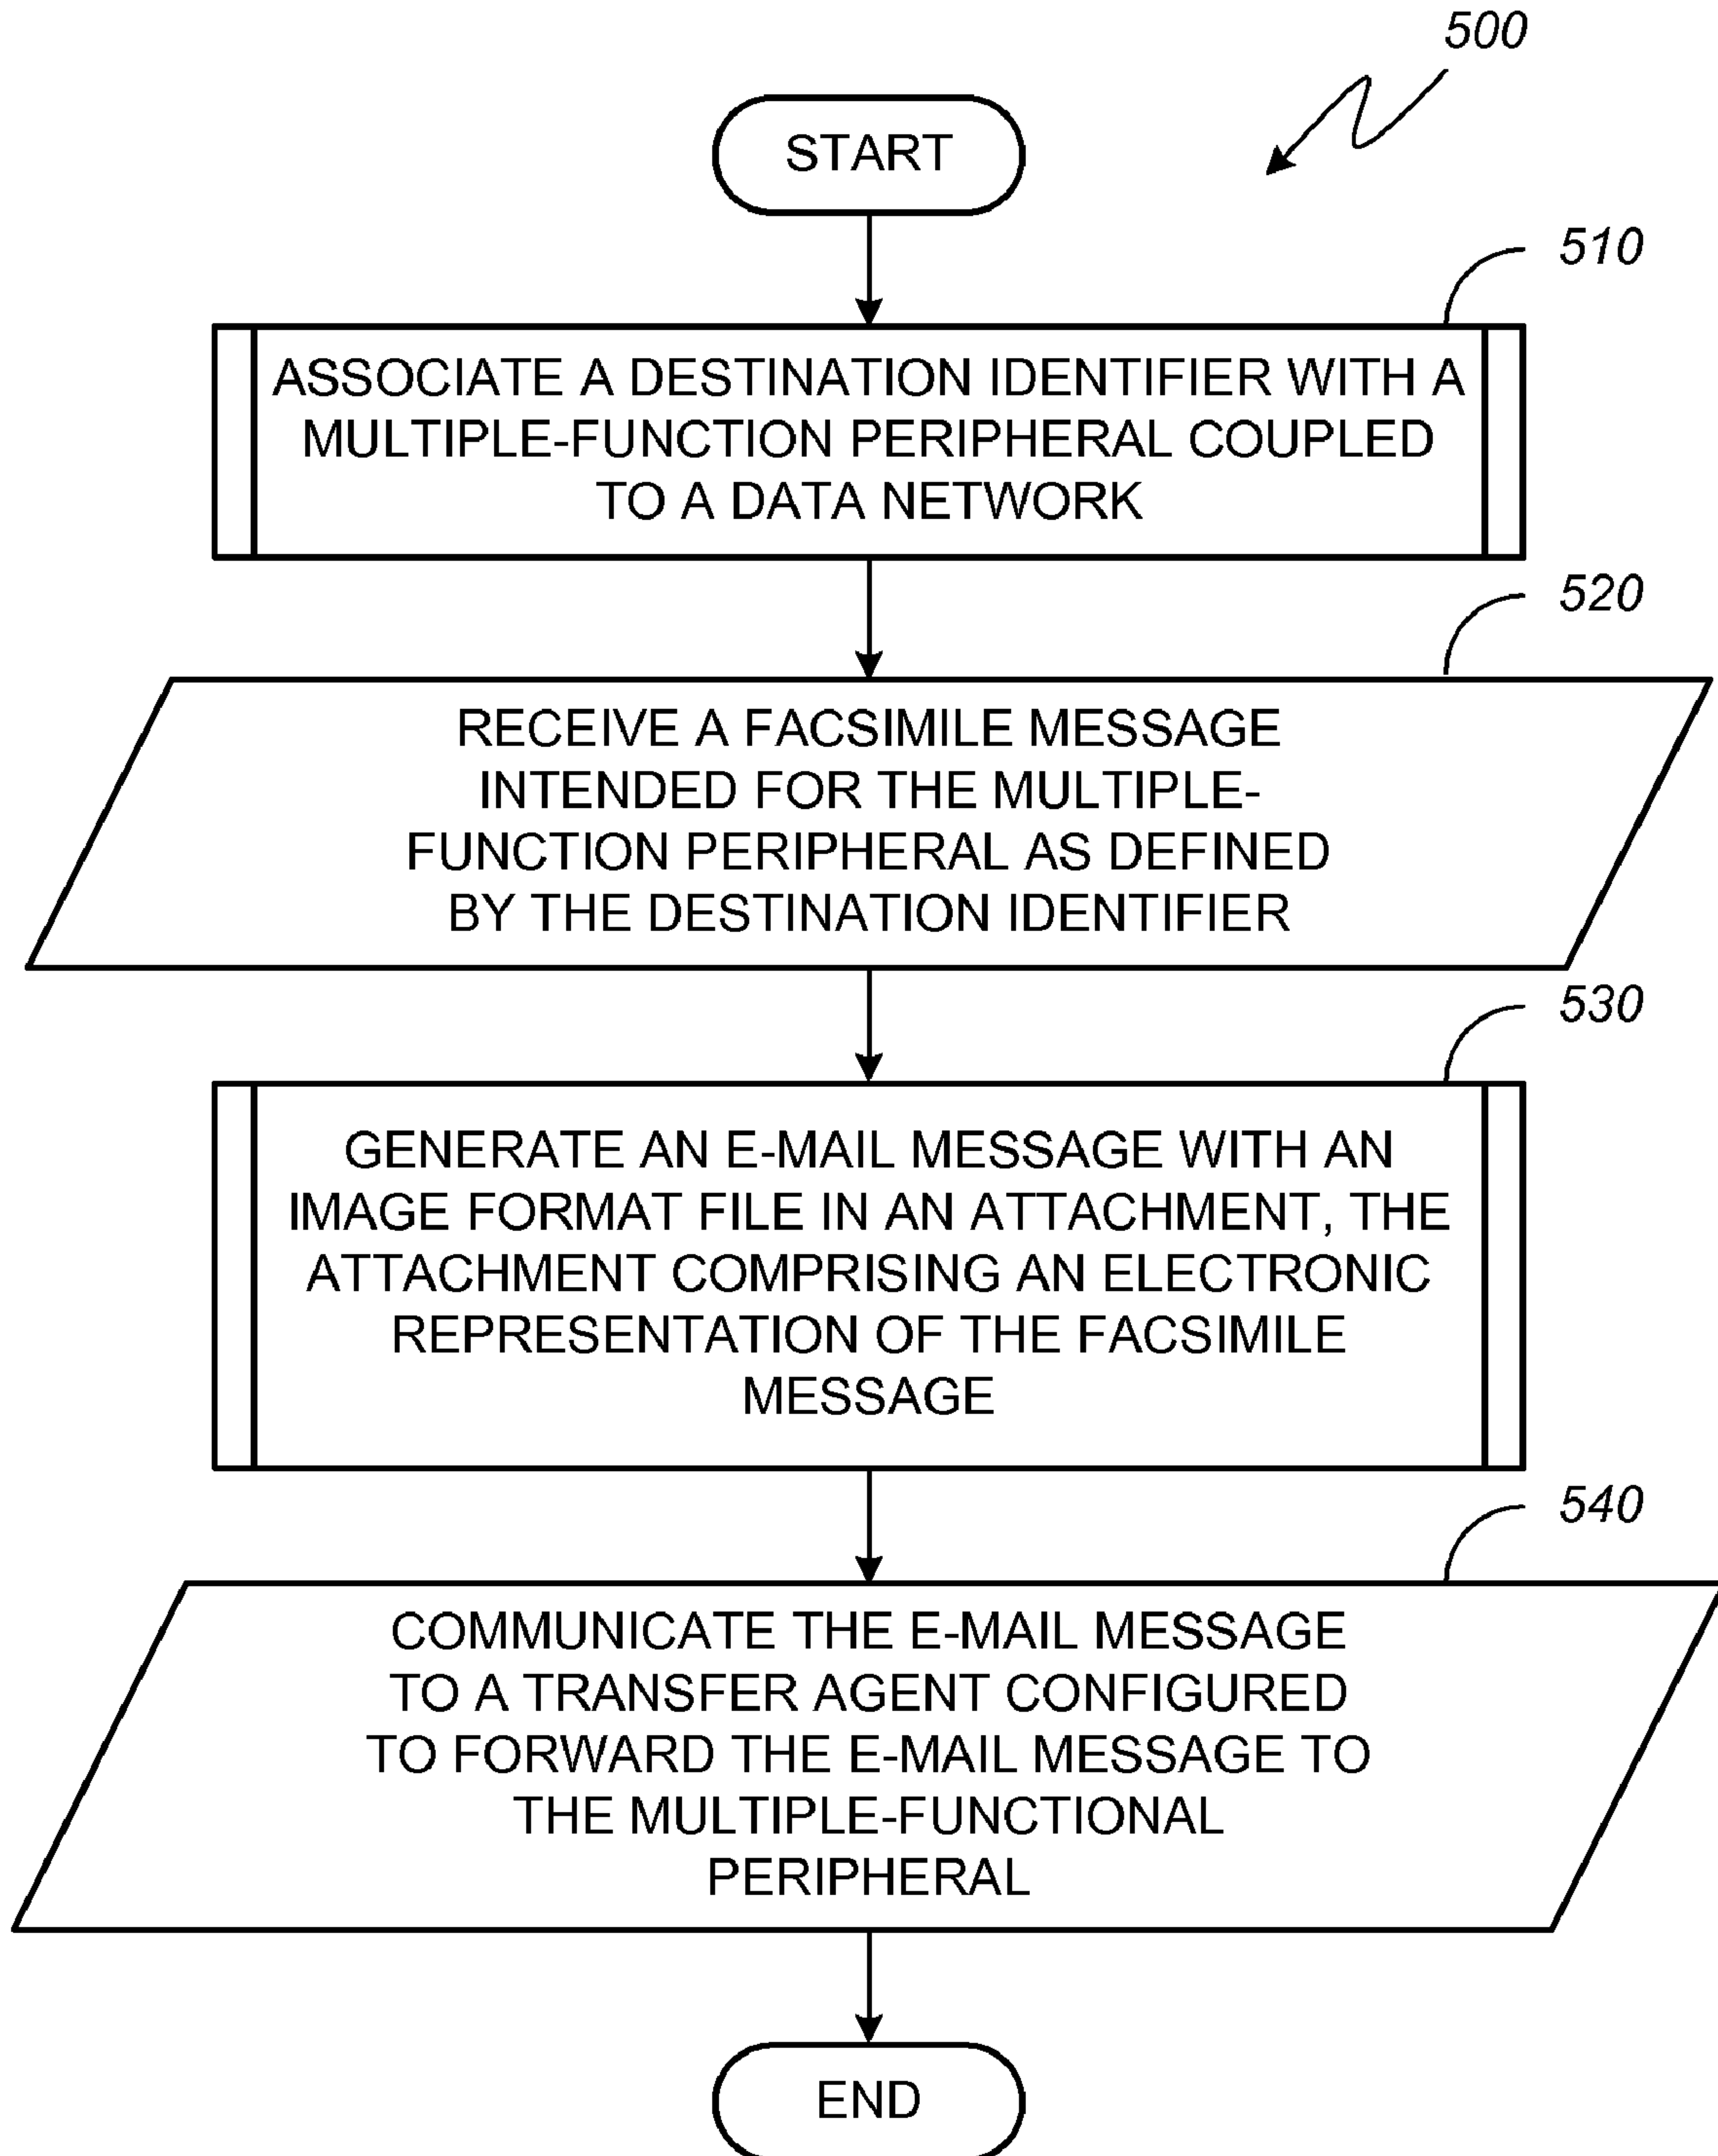 500
START
510
ASSOCIATE A DESTINATION IDENTIFIER WITH A
MULTIPLE-FUNCTION PERIPHERAL COUPLED
TO A DATA NETWORK
520
RECEIVE A FACSIMILE MESSAGE
INTENDED FOR THE MULTIPLE-
FUNCTION PERIPHERAL AS DEFINED
BY THE DESTINATION IDENTIFIER
530
GENERATE AN E-MAIL MESSAGE WITH AN
IMAGE FORMAT FILE IN AN ATTACHMENT, THE
ATTACHMENT COMPRISING AN ELECTRONIC
REPRESENTATION OF THE FACSIMILE
MESSAGE
540
COMMUNICATE THE E-MAIL MESSAGE
TO A TRANSFER AGENT CONFIGURED
TO FORWARD THE E-MAIL MESSAGE TO
THE MULTIPLE-FUNCTIONAL
PERIPHERAL
END